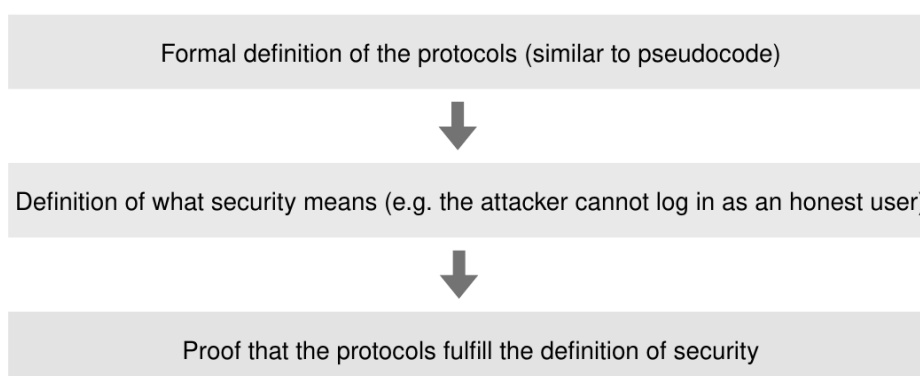 Formal definition of the protocols (similar to pseudocode)
Definition of what security means (e.g. the attacker cannot log in as an honest user)
Proof that the protocols fulfill the definition of security